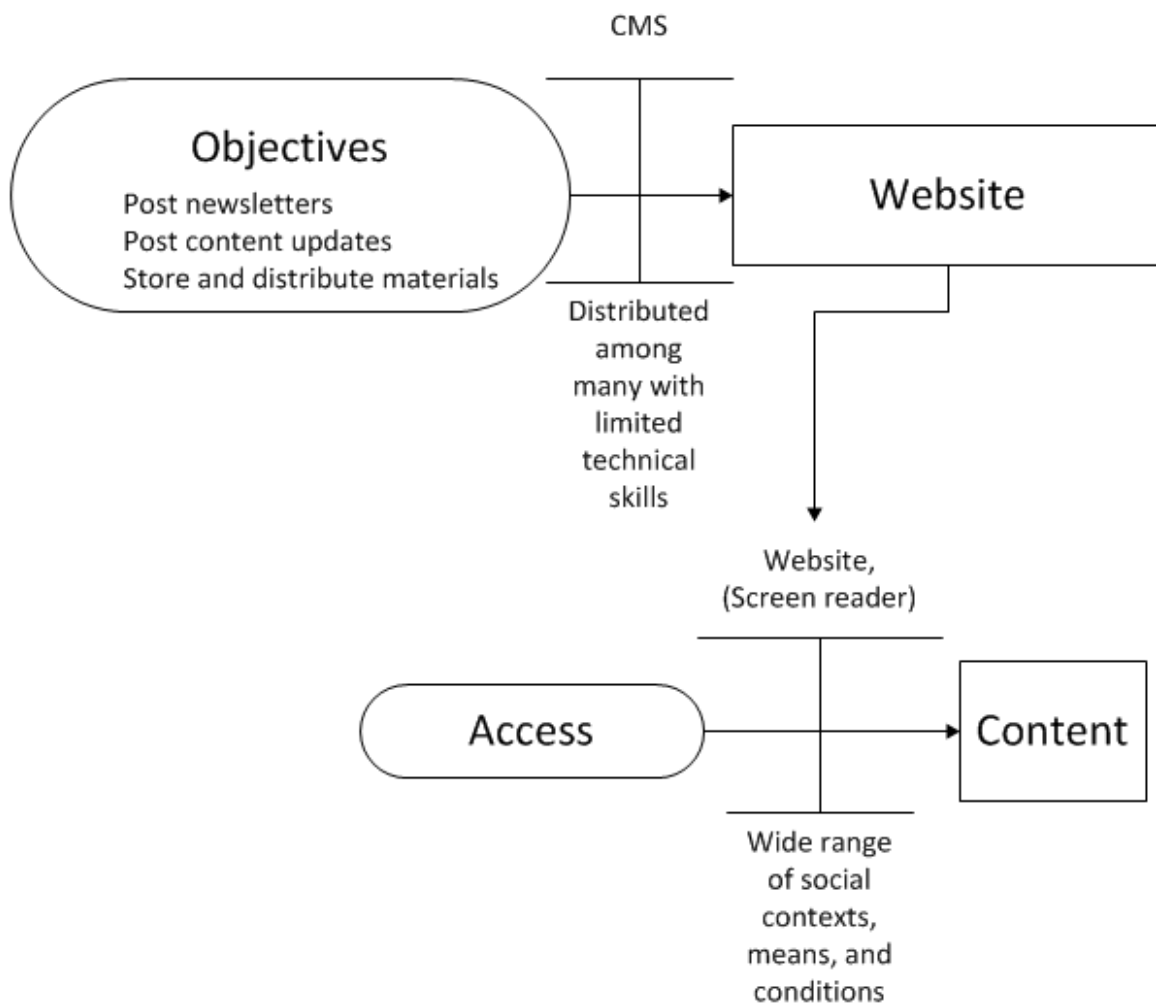 CMS
Objectives
Post newsletters
Post content updates
Store and distribute materials
Website
Distributed
among
many with
limited
technical
skills
Website,
(Screen reader)
Access
Content
Wide range
of social
contexts,
means, and
conditions